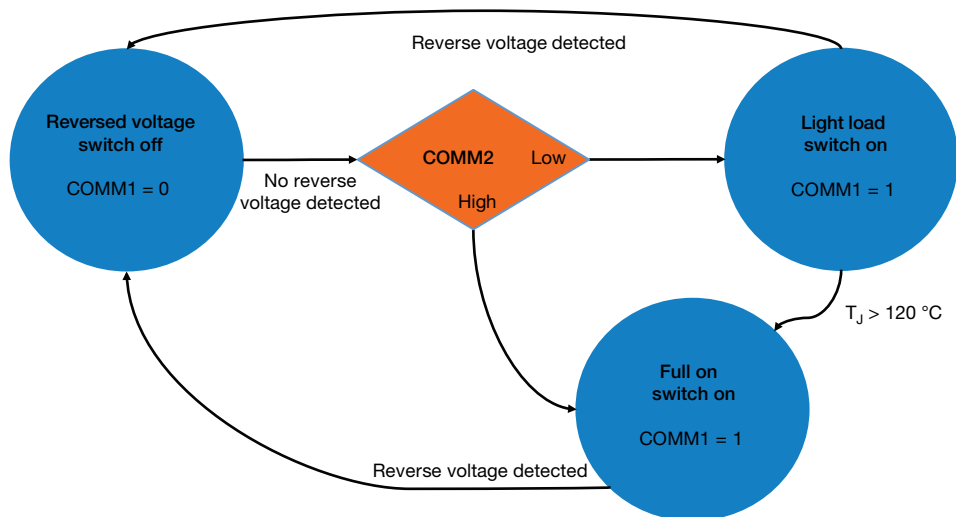 Reverse voltage detected
Reversed voltage
switch off
COMM1 = 0
No reverse
voltage detected
COMM2
Low
High
Light load
switch on
COMM1 = 1
T_J > 120 °C
Full on
switch on
COMM1 = 1
Reverse voltage detected